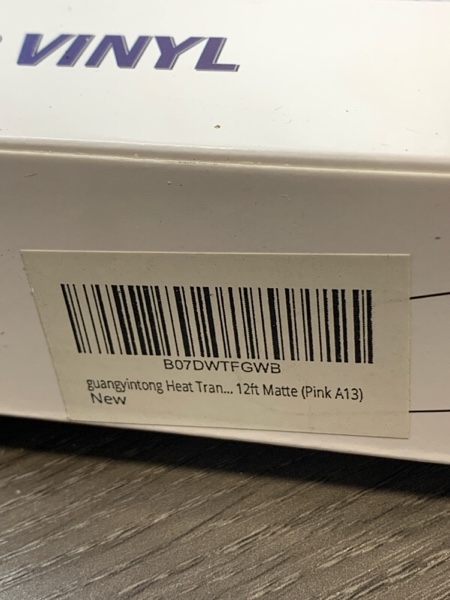 VINYL
B07DWTFGWB
guangyintong Heat Tran... 12ft Matte (Pink A13)
New